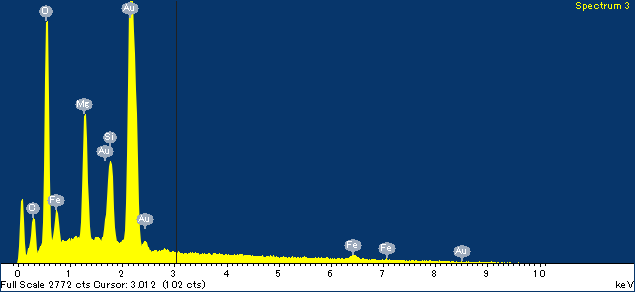 Spectrum 3
O
Au
Mg
Si
Au
C
Fe
Au
Fe
Fe
Au
0 1 2 3 4 5 6 7 8 9 10
Full Scale 2772 cts Cursor: 3.012 (102 cts) keV